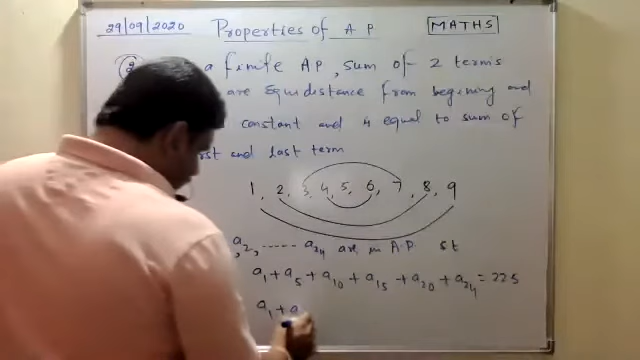 29/09/2020 Properties of AP MATHS
a finite AP, sum of 2 terms
are Equidistance from begining and
constant and 4 equal to sum of
and last term
1, 2, 3, 4, 5, 6, 7, 8, 9
a2, ----- a24 are in A.P. st
a1 + a5 + a10 + a15 + a20 + a24 = 225
a1 + a